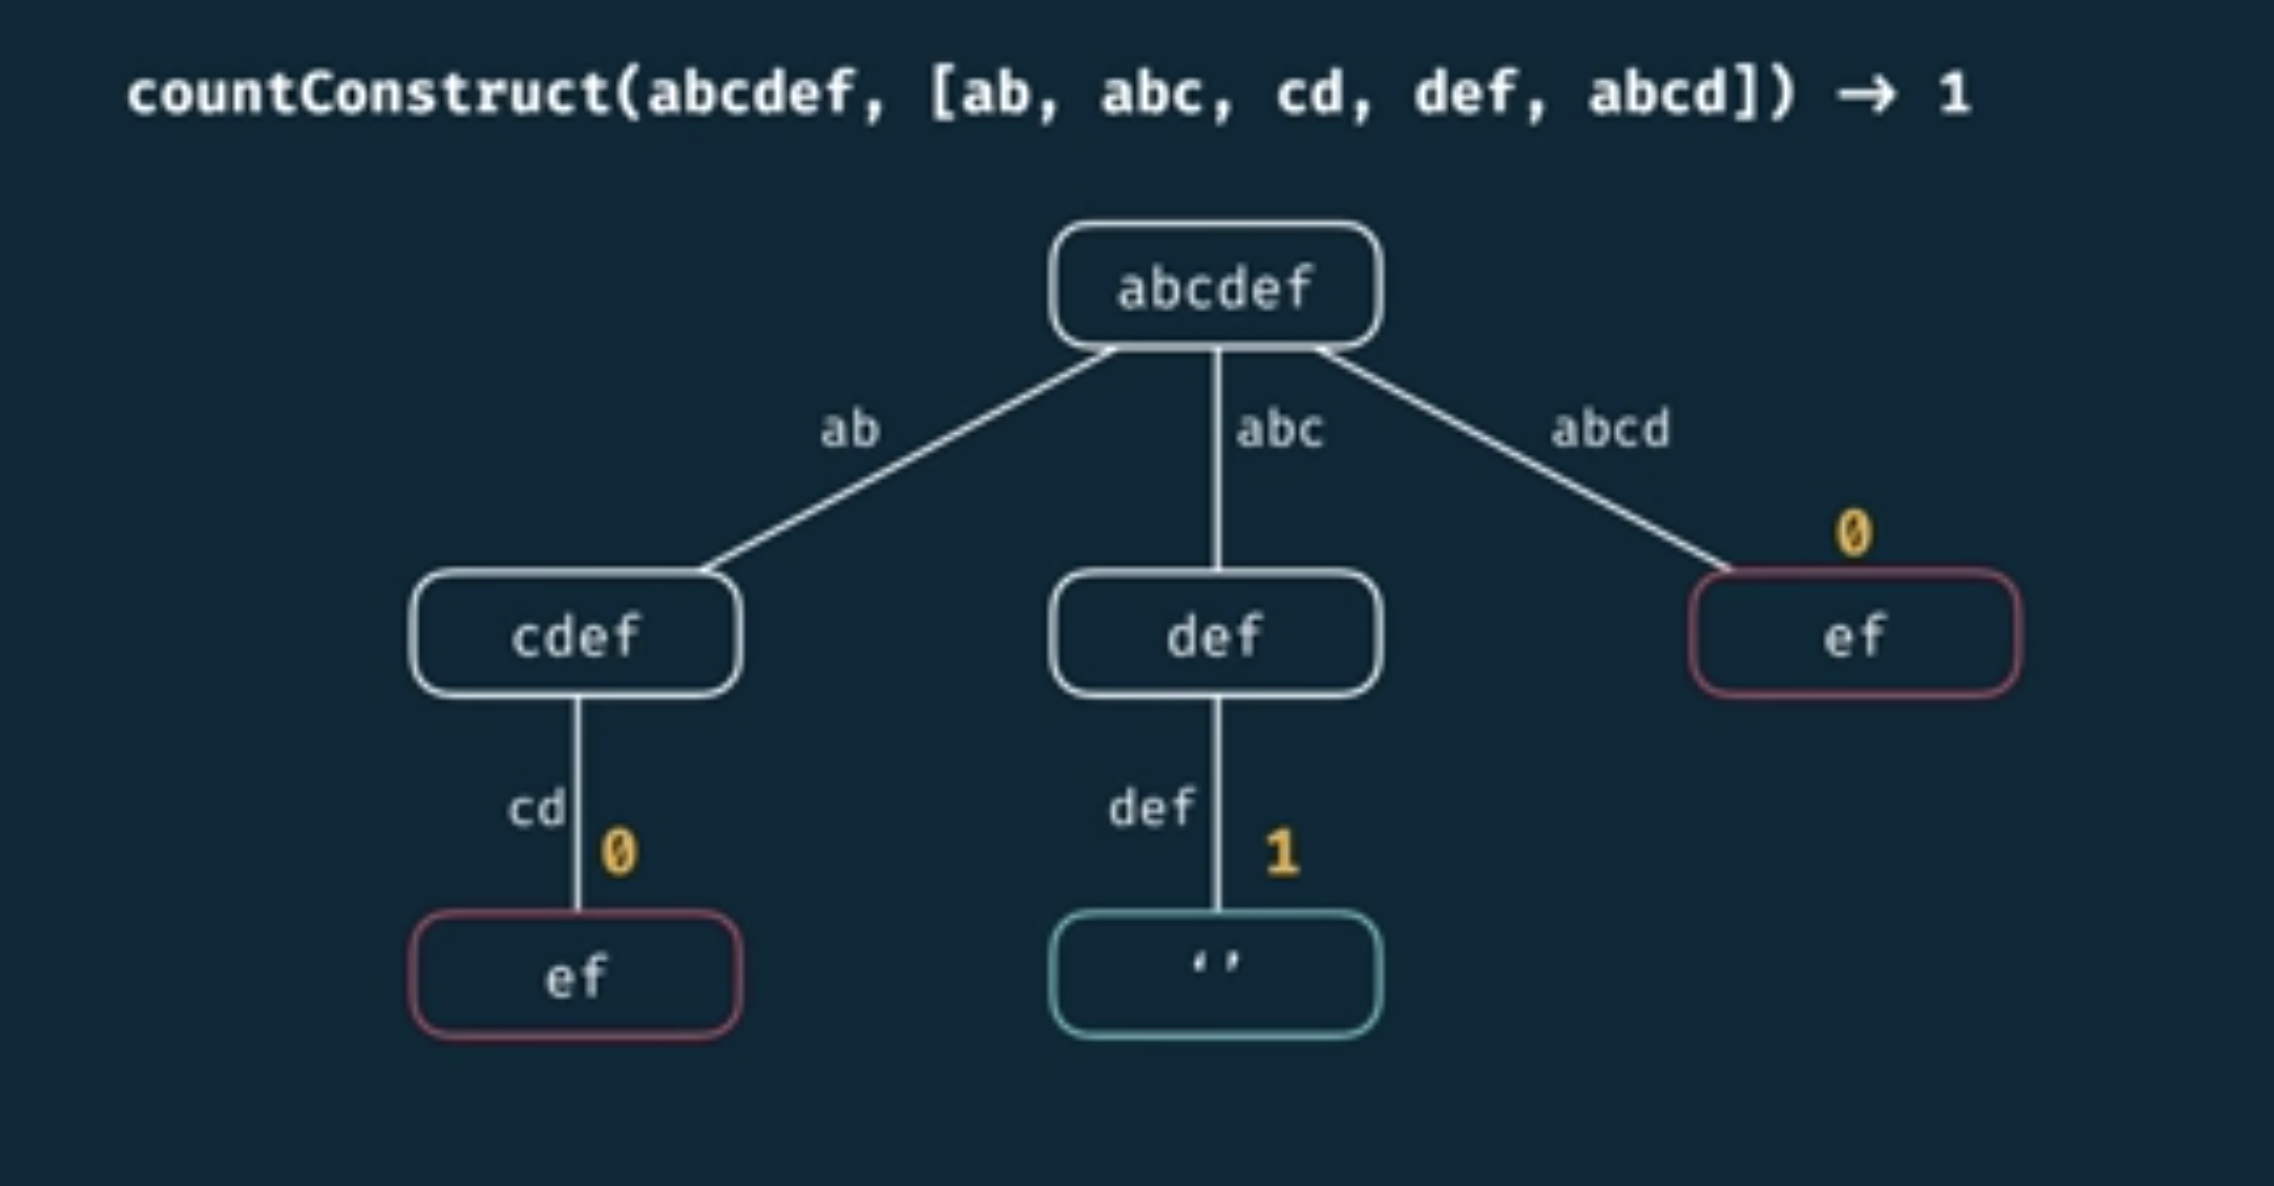 countConstruct(abcdef, [ab, abc, cd, def, abcd]) → 1
abcdef
ab
abc
abcd
0
cdef
def
ef
cd
0
def
1
ef
‘’